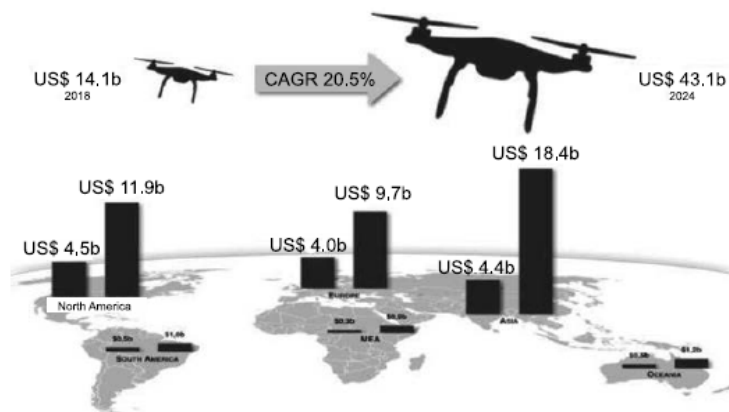 US$ 14.1b
2018
CAGR 20.5%
US$ 43.1b
2024
US$ 4,5b
US$ 11.9b
North America
US$ 4.0b
US$ 9,7b
EUROPE
US$ 4.4b
US$ 18.4b
ASIA
SOUTH AMERICA
MEA
OCEANIA